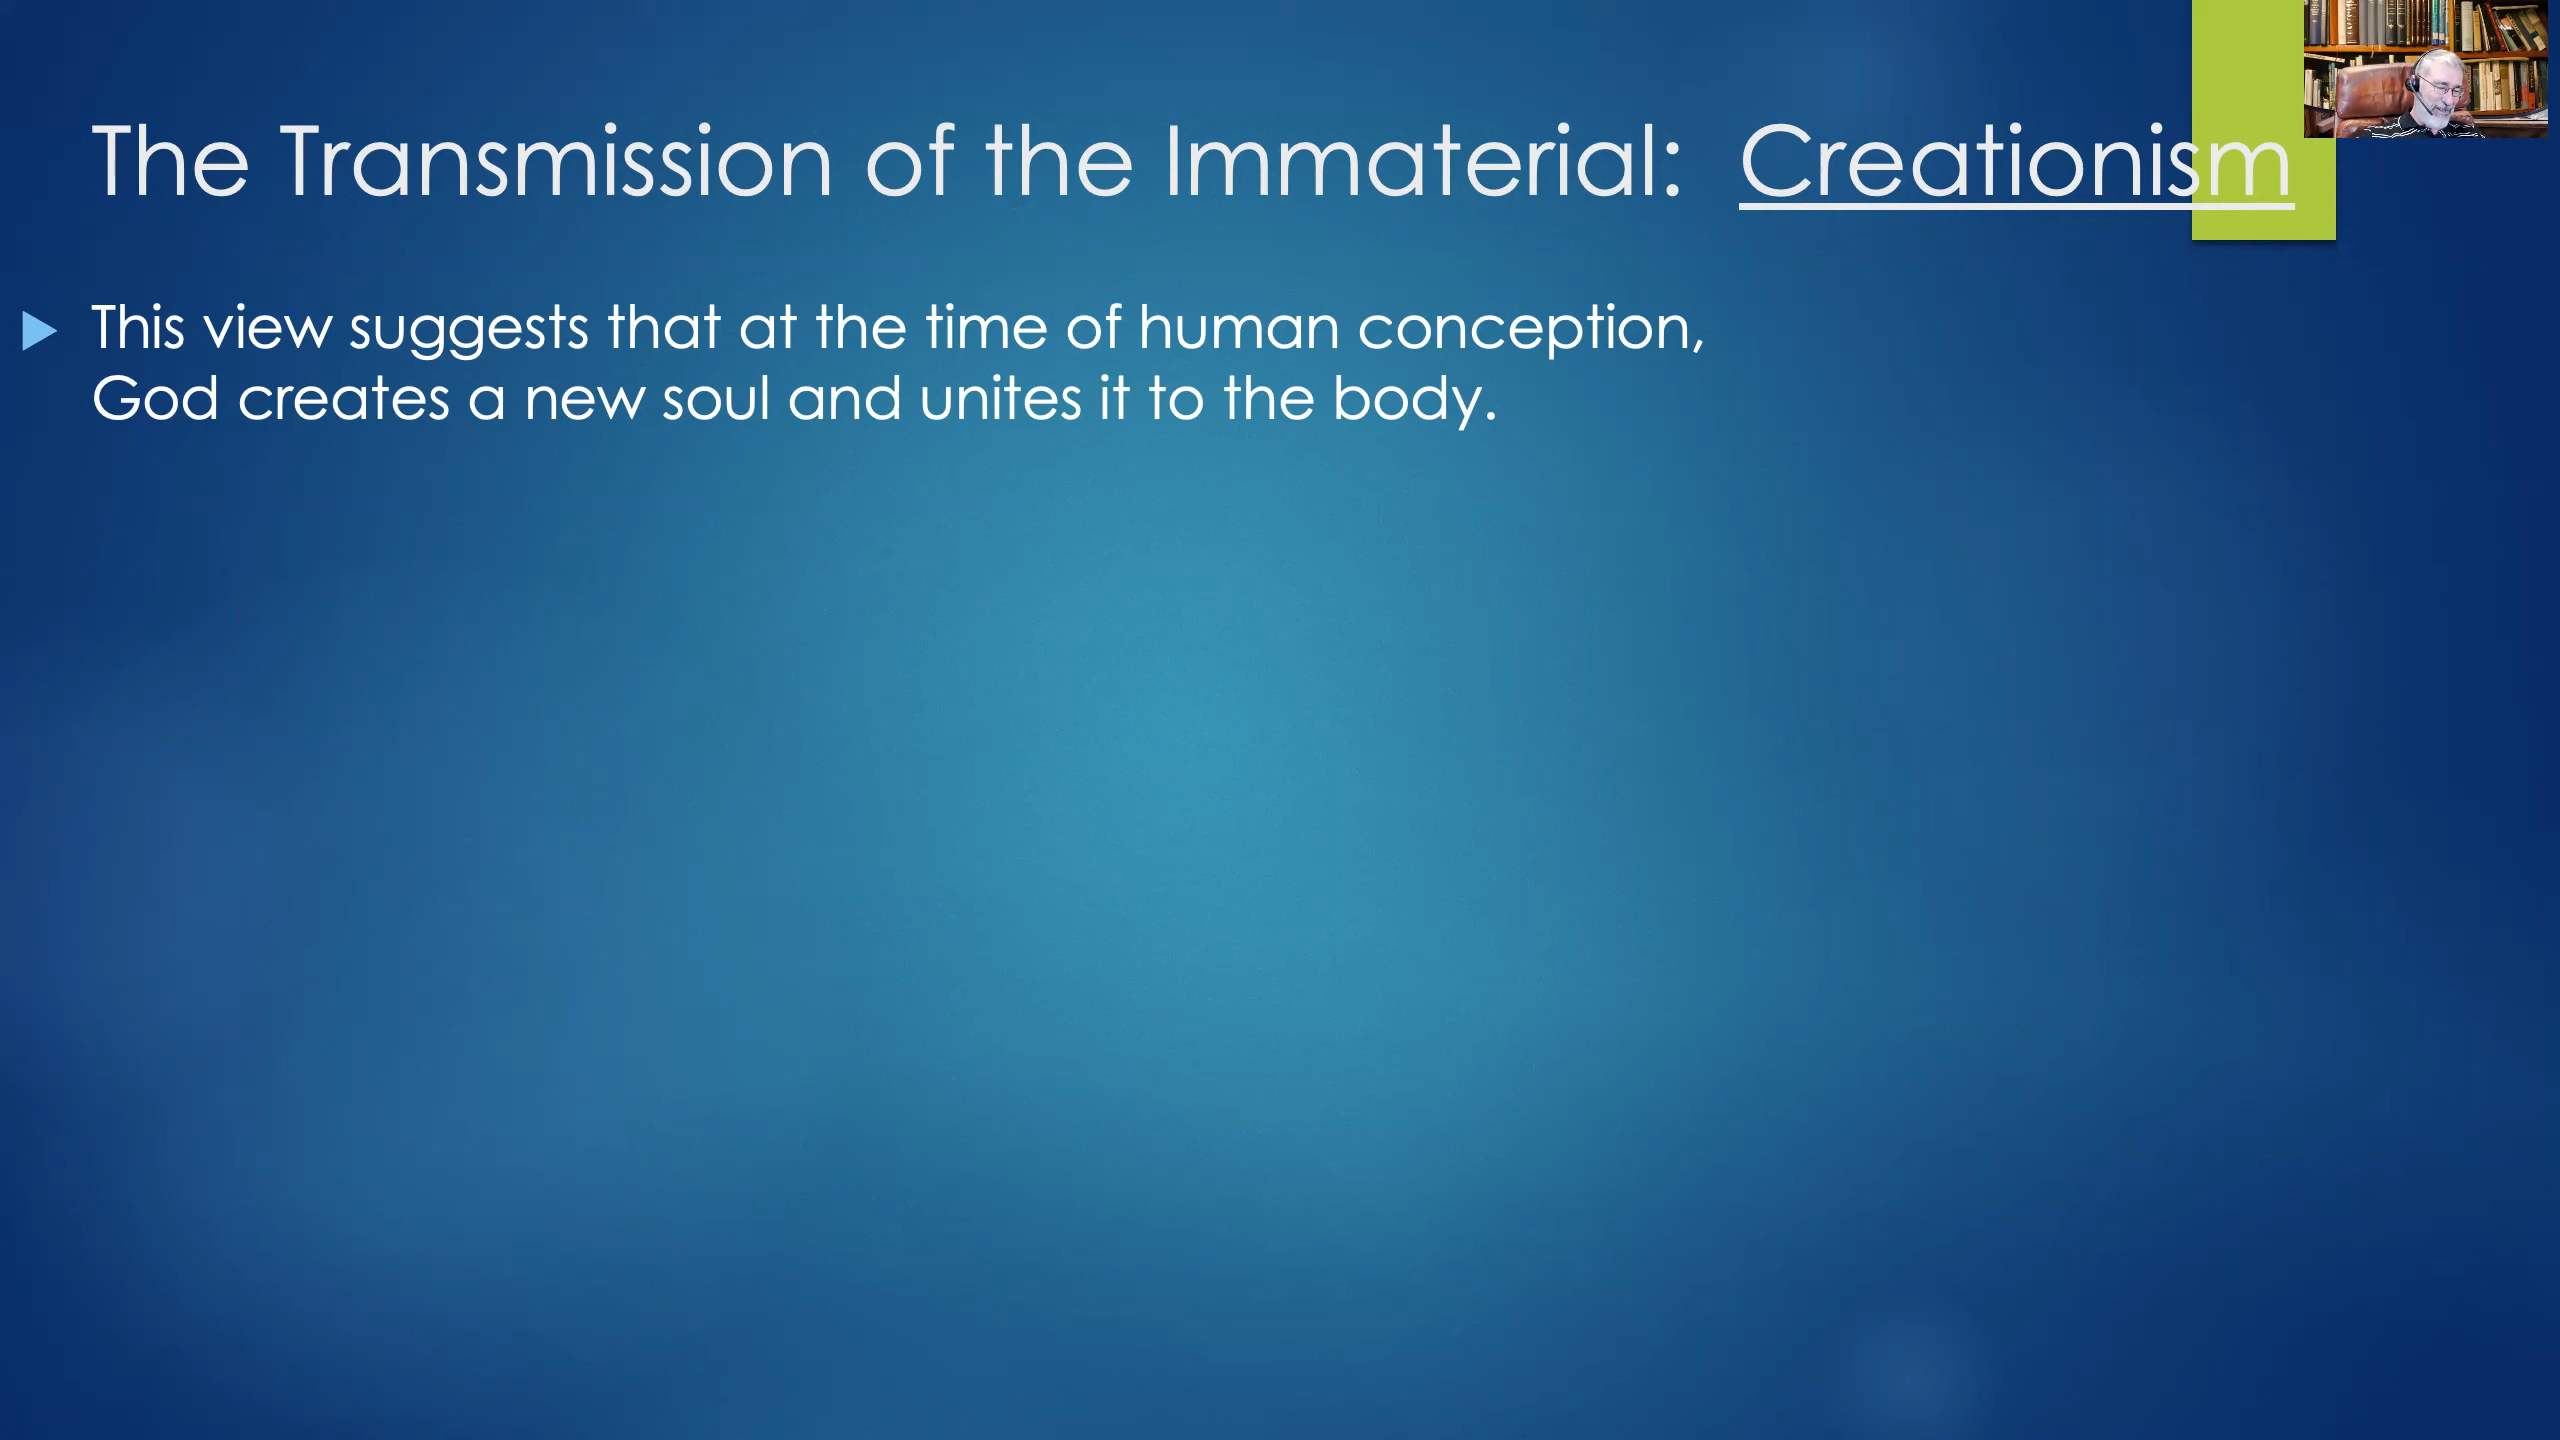 The Transmission of the Immaterial: Creationism
This view suggests that at the time of human conception,
God creates a new soul and unites it to the body.